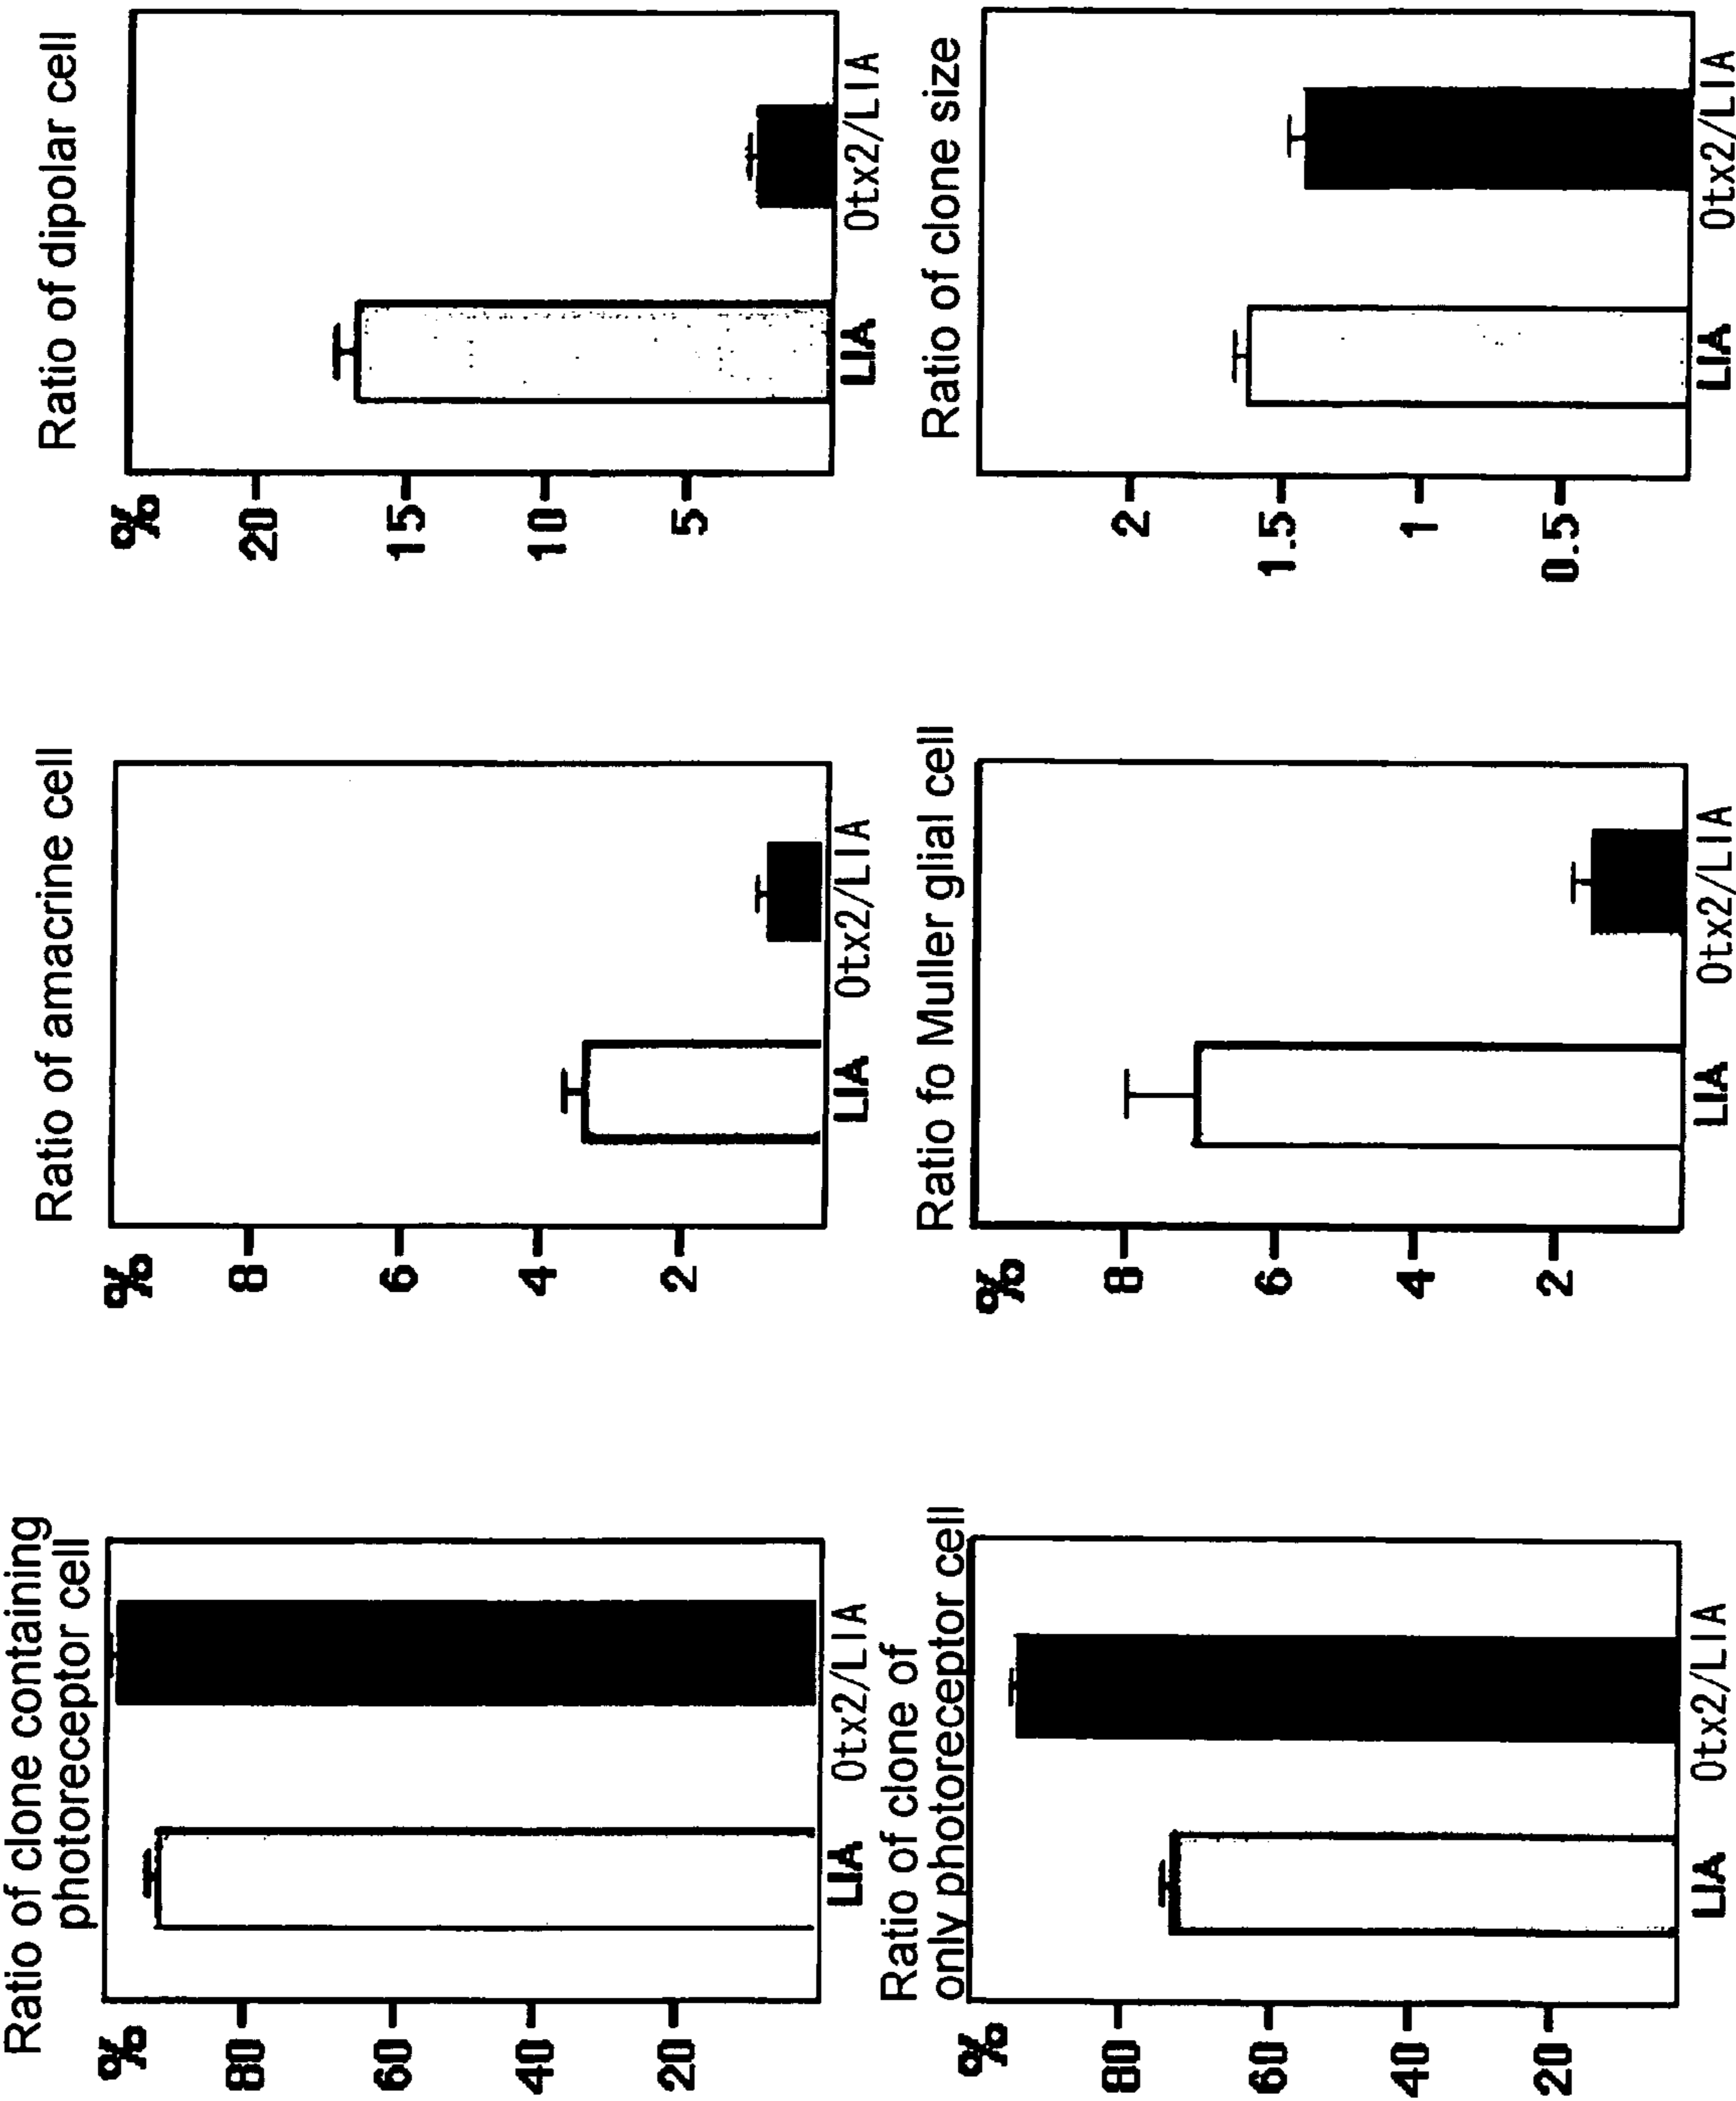 Ratio of clone containing
photoreceptor cell
%
80
60
40
20
LIA
Otx2/LIA
Ratio of amacrine cell
%
8
6
4
2
LIA
Otx2/LIA
Ratio of dipolar cell
%
20
15
10
5
LIA
Otx2/LIA
Ratio of clone of
only photoreceptor cell
%
80
60
40
20
LIA
Otx2/LIA
Ratio fo Muller glial cell
%
8
6
4
2
LIA
Otx2/LIA
Ratio of clone size
2
1.5
1
0.5
LIA
Otx2/LIA